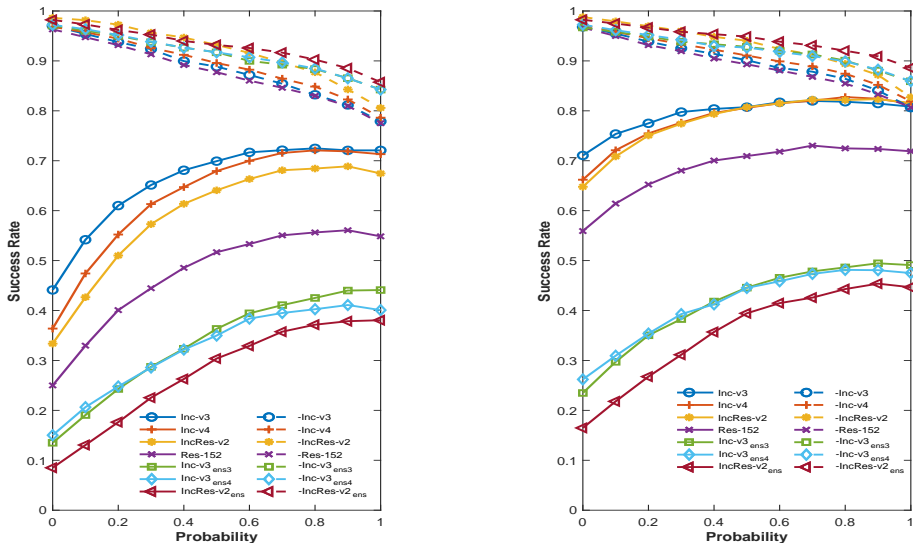 1
0.9
0.8
0.7
0.6
0.5
0.4
0.3
0.2
0.1
0
Success Rate
Inc-v3 -Inc-v3
Inc-v4 -Inc-v4
IncRes-v2 -IncRes-v2
Res-152 -Res-152
Inc-v3ens3 -Inc-v3ens3
Inc-v3ens4 -Inc-v3ens4
IncRes-v2ens -IncRes-v2ens
0 0.2 0.4 0.6 0.8 1
Probability
1
0.9
0.8
0.7
0.6
0.5
0.4
0.3
0.2
0.1
0
Success Rate
Inc-v3 -Inc-v3
Inc-v4 -Inc-v4
IncRes-v2 -IncRes-v2
Res-152 -Res-152
Inc-v3ens3 -Inc-v3ens3
Inc-v3ens4 -Inc-v3ens4
IncRes-v2ens -IncRes-v2ens
0 0.2 0.4 0.6 0.8 1
Probability